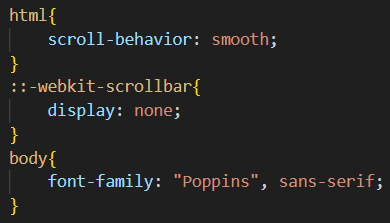 html{
    scroll-behavior: smooth;
}
::-webkit-scrollbar{
    display: none;
}
body{
    font-family: "Poppins", sans-serif;
}